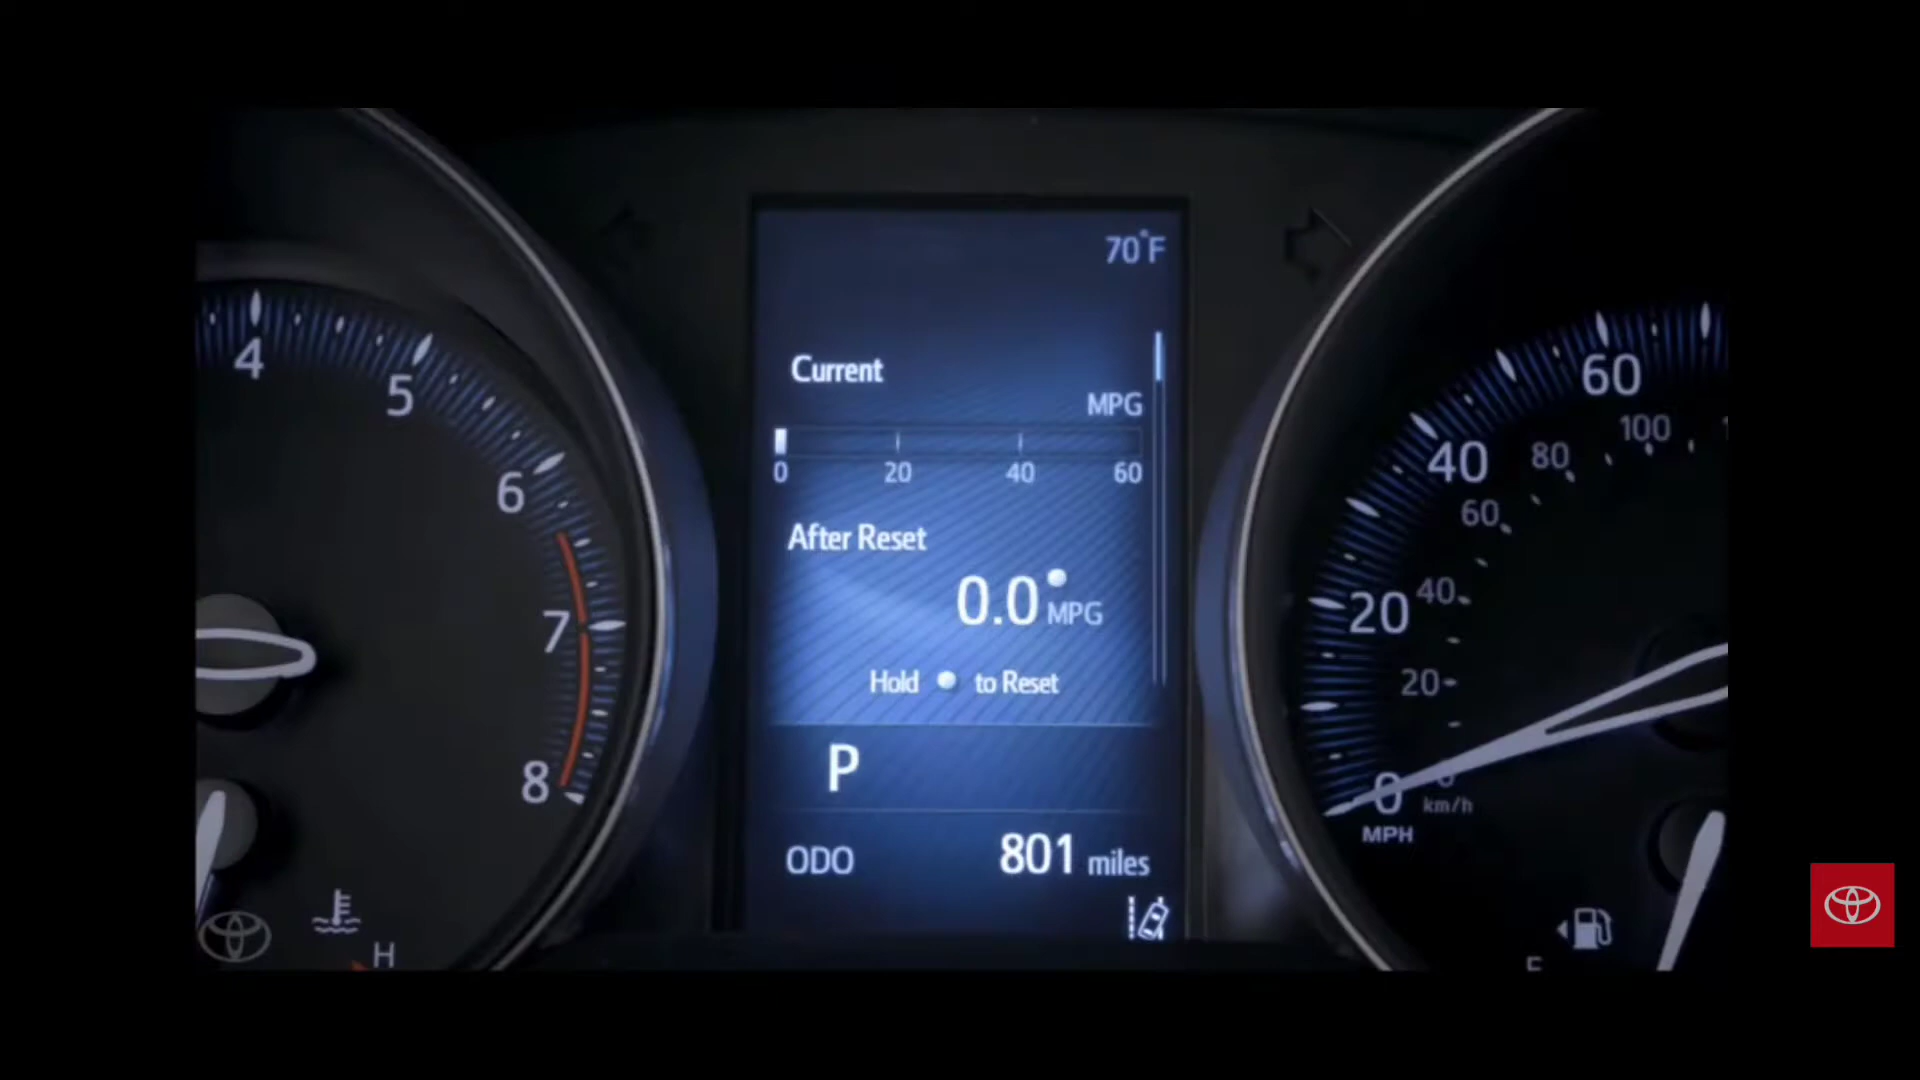 70°F
Current
MPG
0 20 40 60
After Reset
0.0 MPG
Hold to Reset
P
ODO 801 miles
4
5
6
7
8
H
60
40
20
0
MPH
100
80
60
40
20
0
km/h